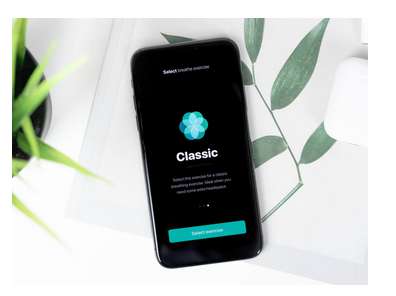 Select breathe exercise
Classic
Select this exercise for a classic
breathing exercise. Ideal when you
need some extra headspace.
Select exercise